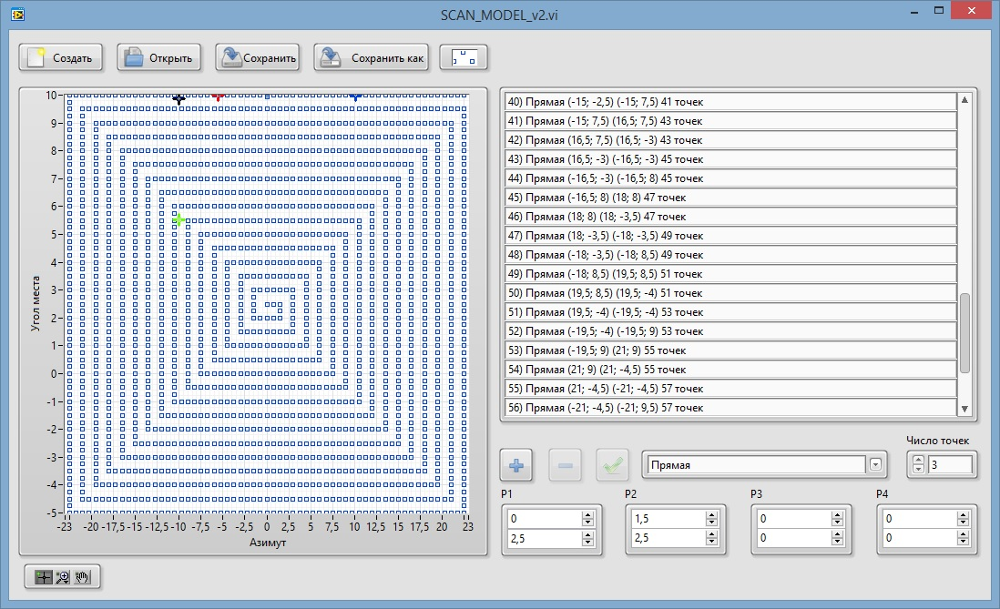 SCAN_MODEL_v2.vi
Создать
Открыть
Сохранить
Сохранить как
10
9
8
7
6
5
4
3
2
1
0
-1
-2
-3
-4
-5
Угол места
-23 -20 -17,5 -15 -12,5 -10 -7,5 -5 -2,5 0 2,5 5 7,5 10 12,5 15 17,5 20 23
Азимут
40) Прямая (-15; -2,5) (-15; 7,5) 41 точек
41) Прямая (-15; 7,5) (16,5; 7,5) 43 точек
42) Прямая (16,5; 7,5) (16,5; -3) 43 точек
43) Прямая (16,5; -3) (-16,5; -3) 45 точек
44) Прямая (-16,5; -3) (-16,5; 8) 45 точек
45) Прямая (-16,5; 8) (18; 8) 47 точек
46) Прямая (18; 8) (18; -3,5) 47 точек
47) Прямая (18; -3,5) (-18; -3,5) 49 точек
48) Прямая (-18; -3,5) (-18; 8,5) 49 точек
49) Прямая (-18; 8,5) (19,5; 8,5) 51 точек
50) Прямая (19,5; 8,5) (19,5; -4) 51 точек
51) Прямая (19,5; -4) (-19,5; -4) 53 точек
52) Прямая (-19,5; -4) (-19,5; 9) 53 точек
53) Прямая (-19,5; 9) (21; 9) 55 точек
54) Прямая (21; 9) (21; -4,5) 55 точек
55) Прямая (21; -4,5) (-21; -4,5) 57 точек
56) Прямая (-21; -4,5) (-21; 9,5) 57 точек
Число точек
Прямая
3
P1 P2 P3 P4
0 1,5 0 0
2,5 2,5 0 0